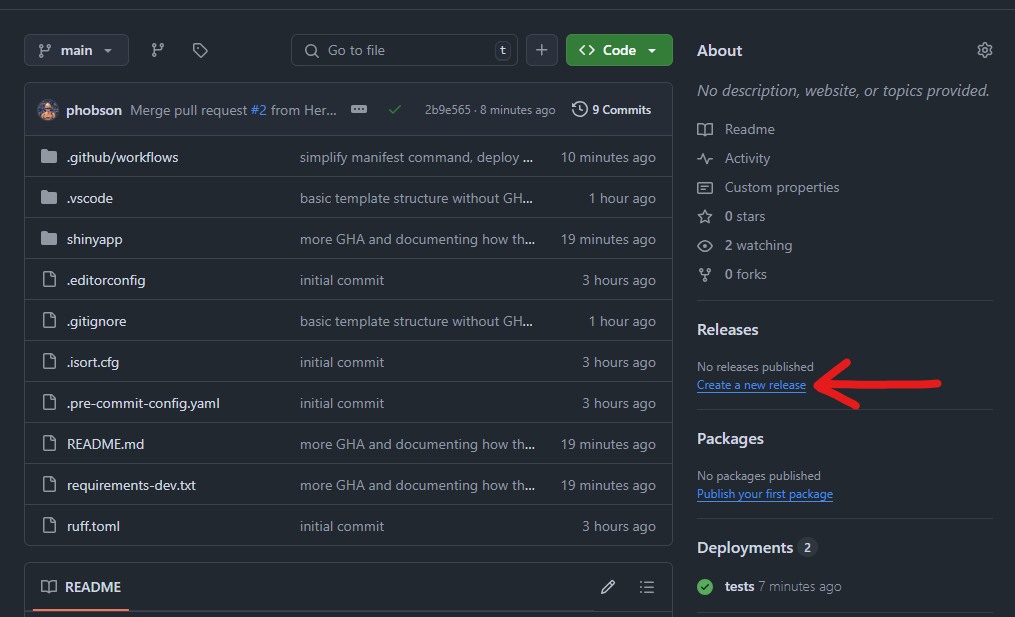 main
Go to file t
Code
phobson Merge pull request #2 from Her... 2b9e565 · 8 minutes ago 9 Commits
.github/workflows simplify manifest command, deploy ... 10 minutes ago
.vscode basic template structure without GH... 1 hour ago
shinyapp more GHA and documenting how th... 19 minutes ago
.editorconfig initial commit 3 hours ago
.gitignore basic template structure without GH... 1 hour ago
.isort.cfg initial commit 3 hours ago
.pre-commit-config.yaml initial commit 3 hours ago
README.md more GHA and documenting how th... 19 minutes ago
requirements-dev.txt more GHA and documenting how th... 19 minutes ago
ruff.toml initial commit 3 hours ago
README
About
No description, website, or topics provided.
Readme
Activity
Custom properties
0 stars
2 watching
0 forks
Releases
No releases published
Create a new release
Packages
No packages published
Publish your first package
Deployments 2
tests 7 minutes ago